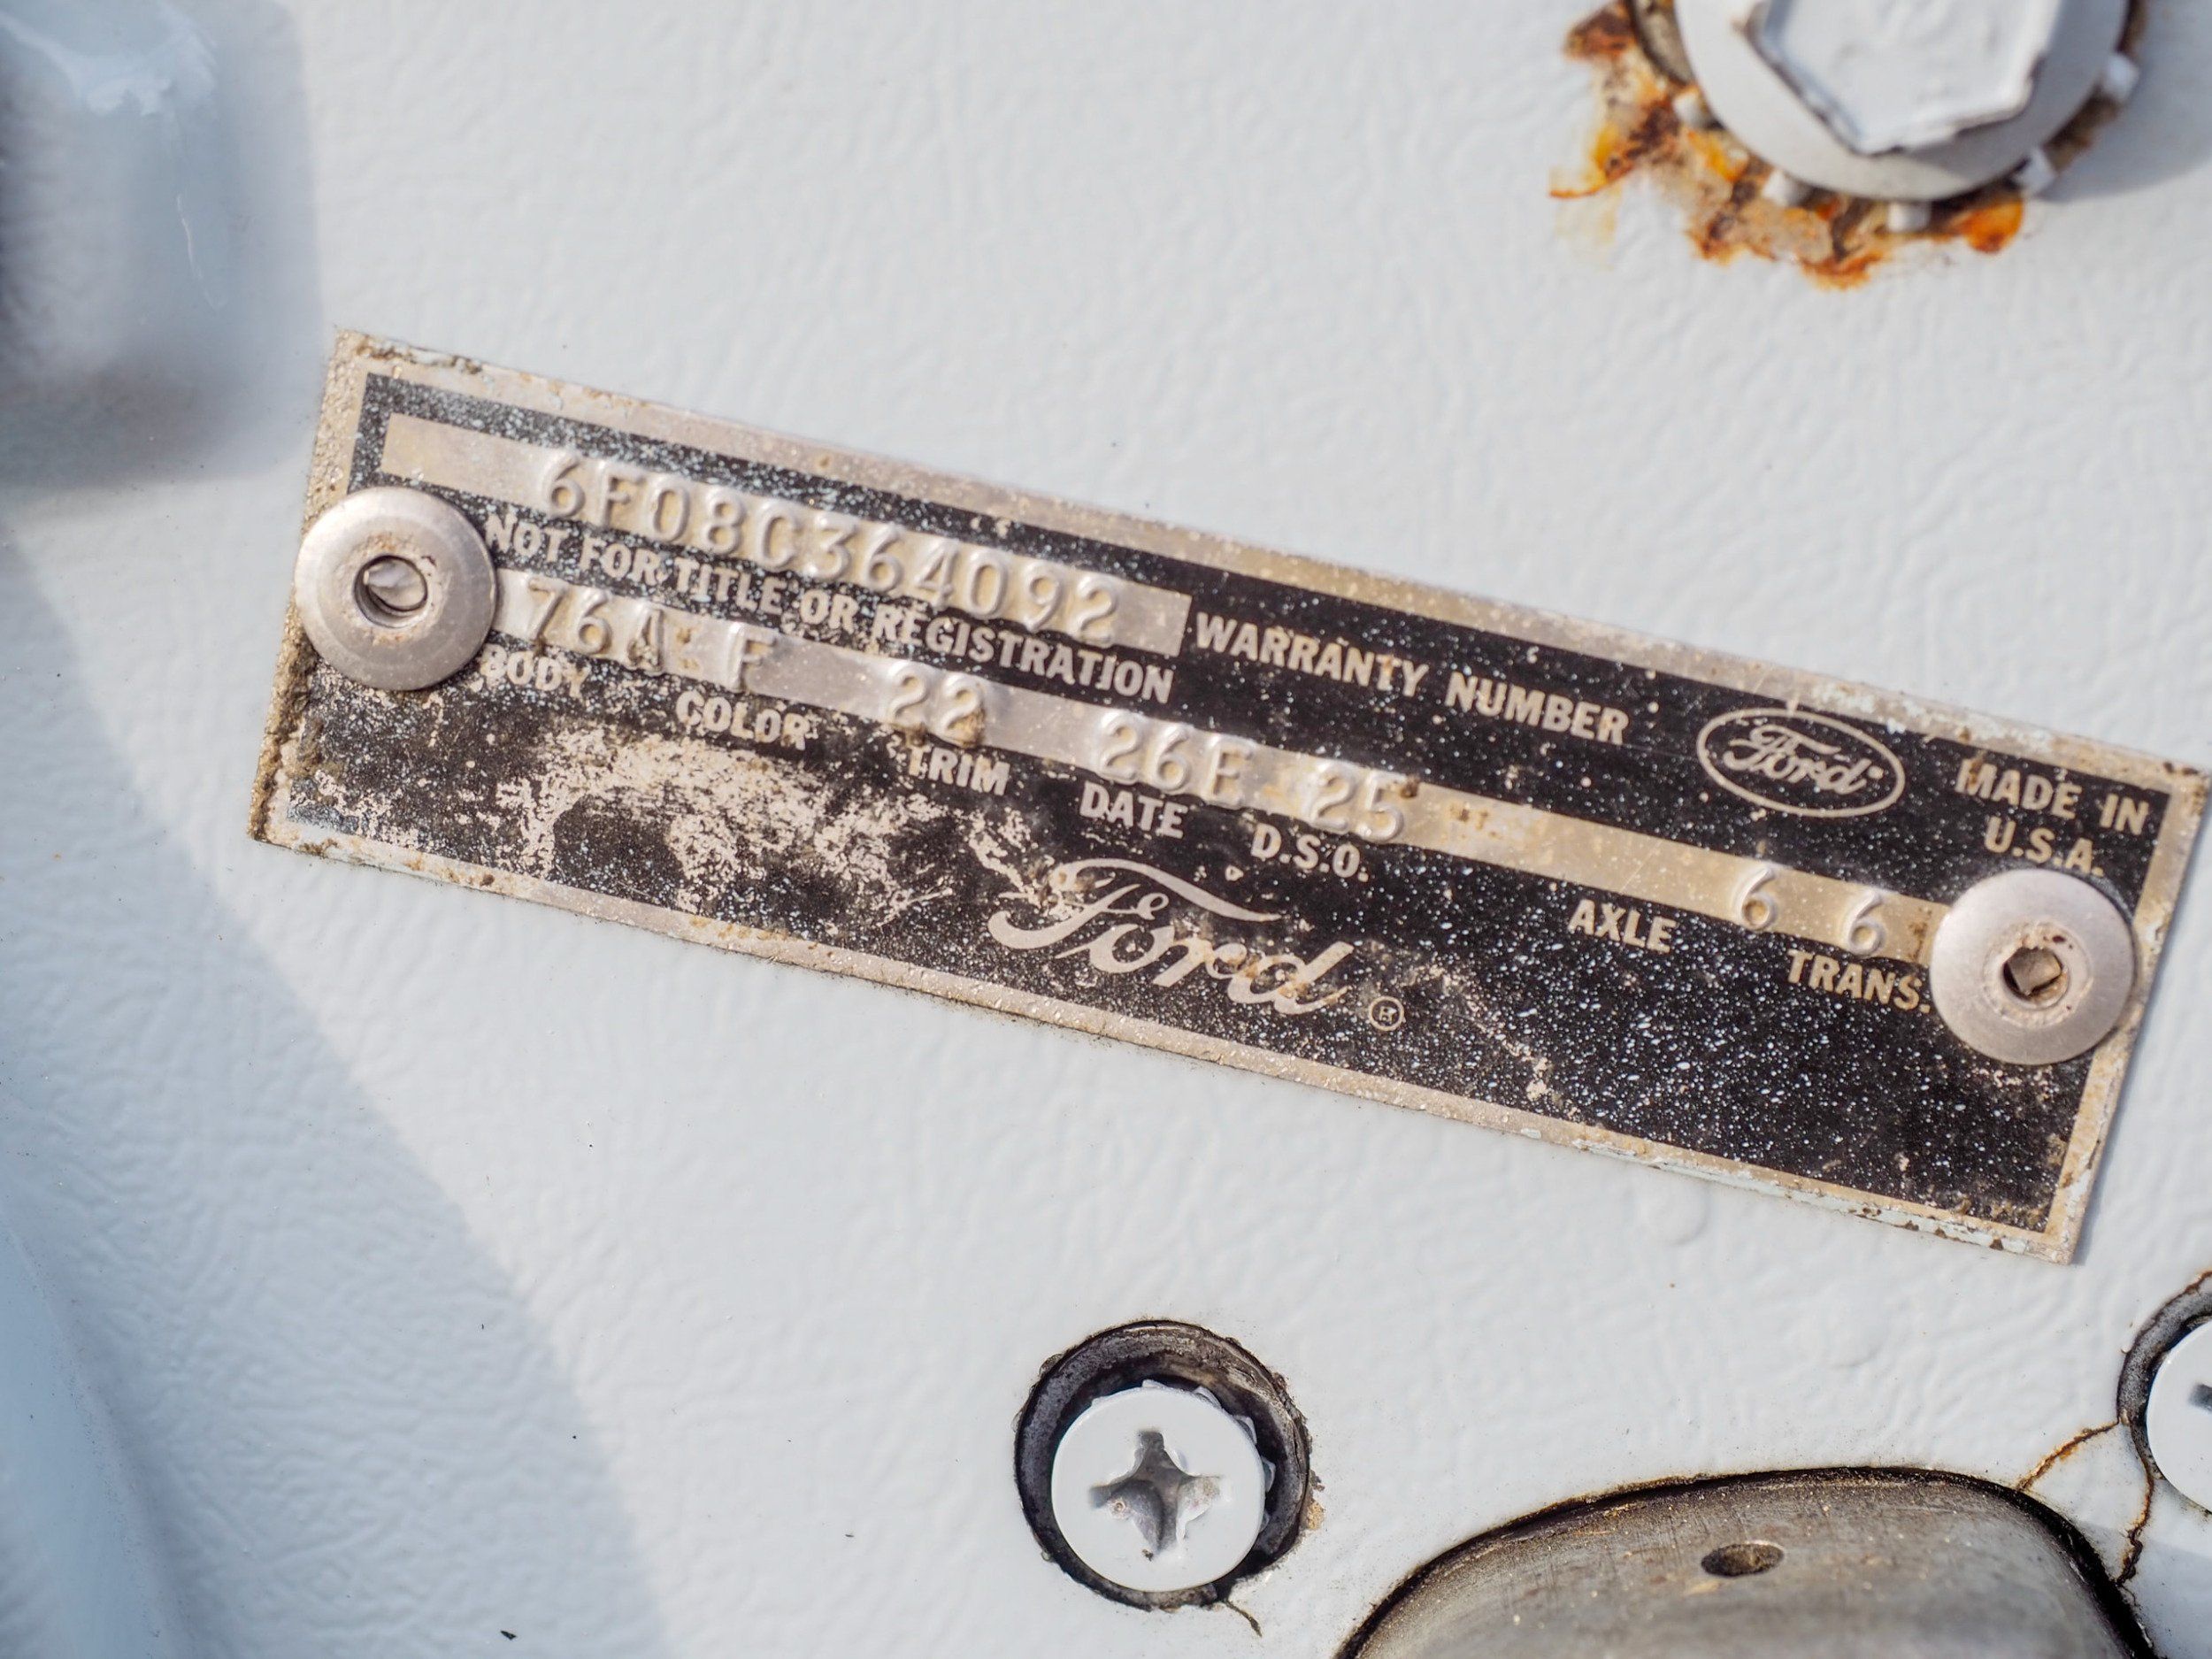 6F08C364092 WARRANTY NUMBER
NOT FOR TITLE OR REGISTRATION
Ford
MADE IN
U.S.A.
76A F 22 26E 25 6 6
BODY COLOR TRIM DATE D.S.O. AXLE TRANS.
Ford ®